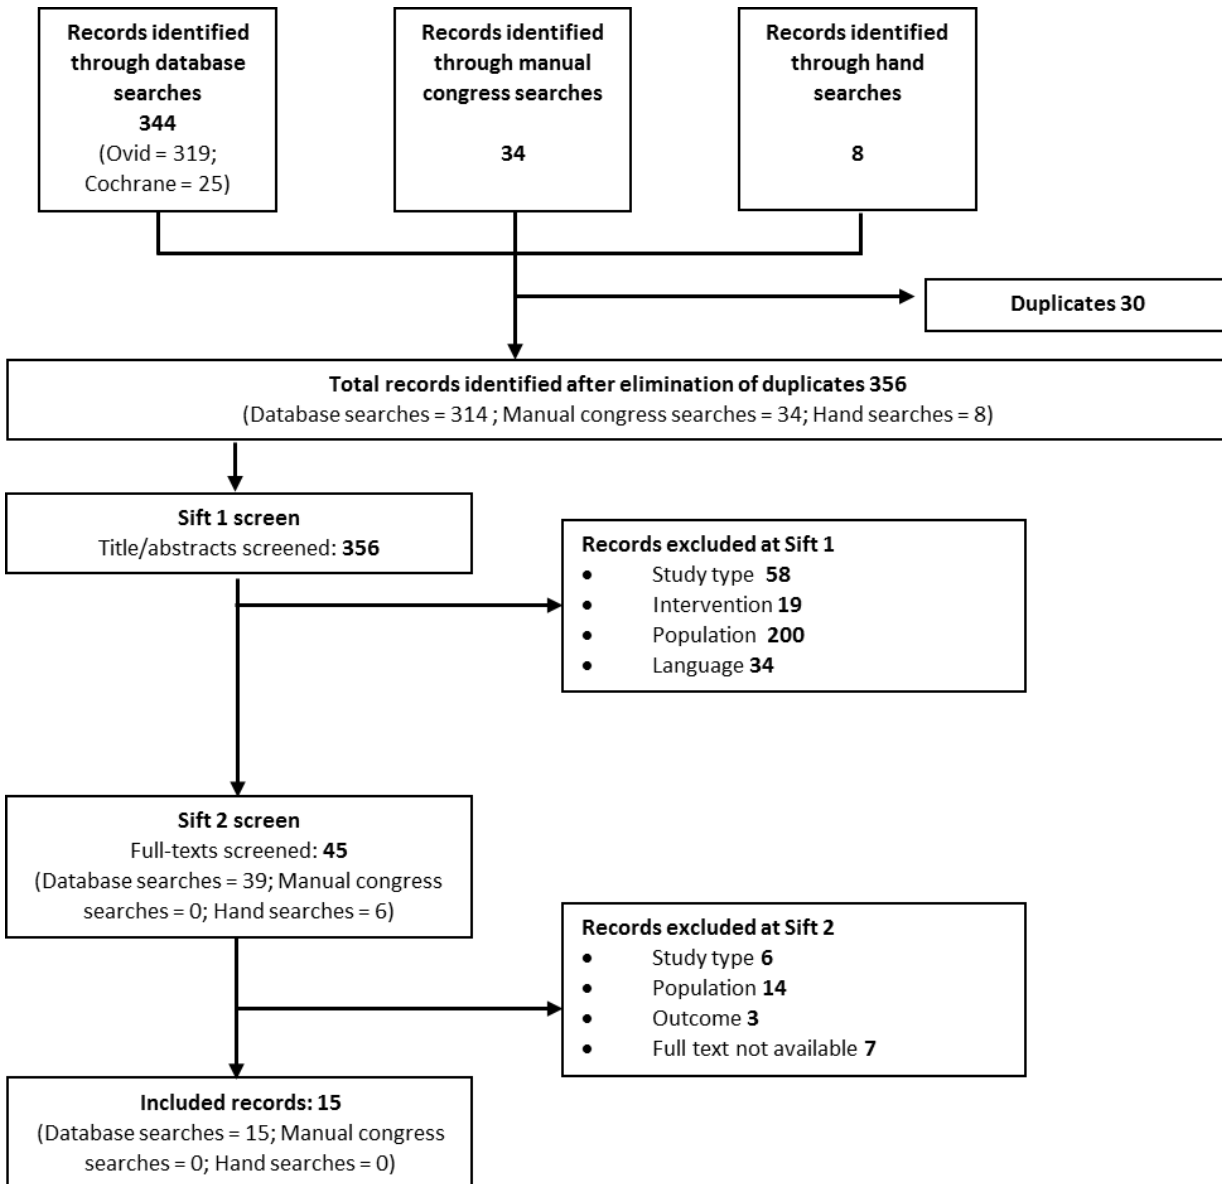 Records identified
through database
searches
344
(Ovid = 319;
Cochrane = 25)
Records identified
through manual
congress searches
34
Records identified
through hand
searches
8
Duplicates 30
Total records identified after elimination of duplicates 356
(Database searches = 314 ; Manual congress searches = 34; Hand searches = 8)
Sift 1 screen
Title/abstracts screened: 356
Records excluded at Sift 1
• Study type 58
• Intervention 19
• Population 200
• Language 34
Sift 2 screen
Full-texts screened: 45
(Database searches = 39; Manual congress
searches = 0; Hand searches = 6)
Records excluded at Sift 2
• Study type 6
• Population 14
• Outcome 3
• Full text not available 7
Included records: 15
(Database searches = 15; Manual congress
searches = 0; Hand searches = 0)